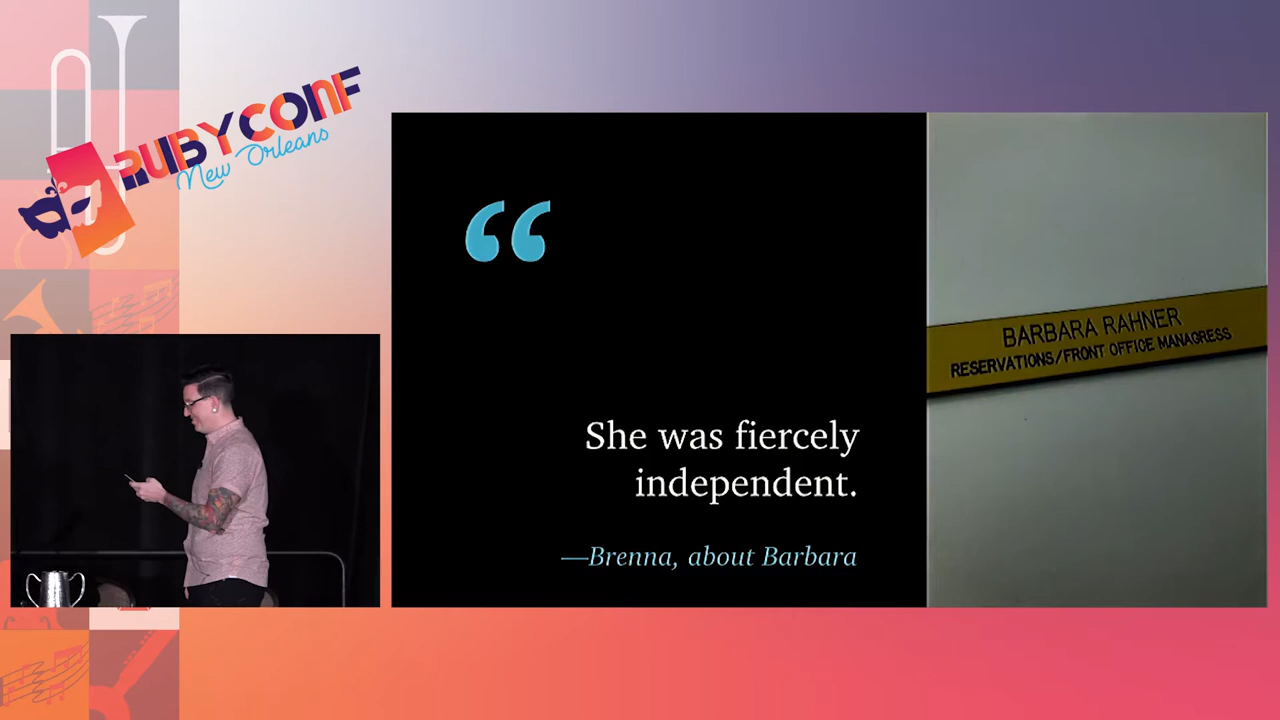 RUBYCONF
New Orleans
“
She was fiercely
independent.
—Brenna, about Barbara
BARBARA RAHNER
RESERVATIONS/FRONT OFFICE MANAGRESS